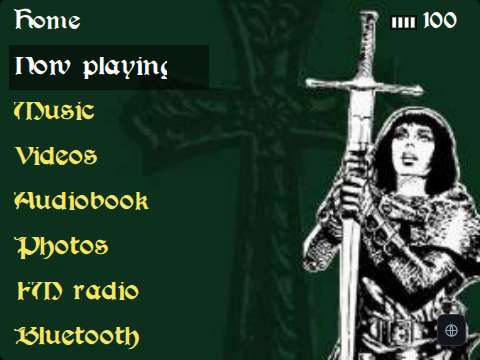 Home
100
Now playing
Music
Videos
Audiobook
Photos
FM radio
Bluetooth